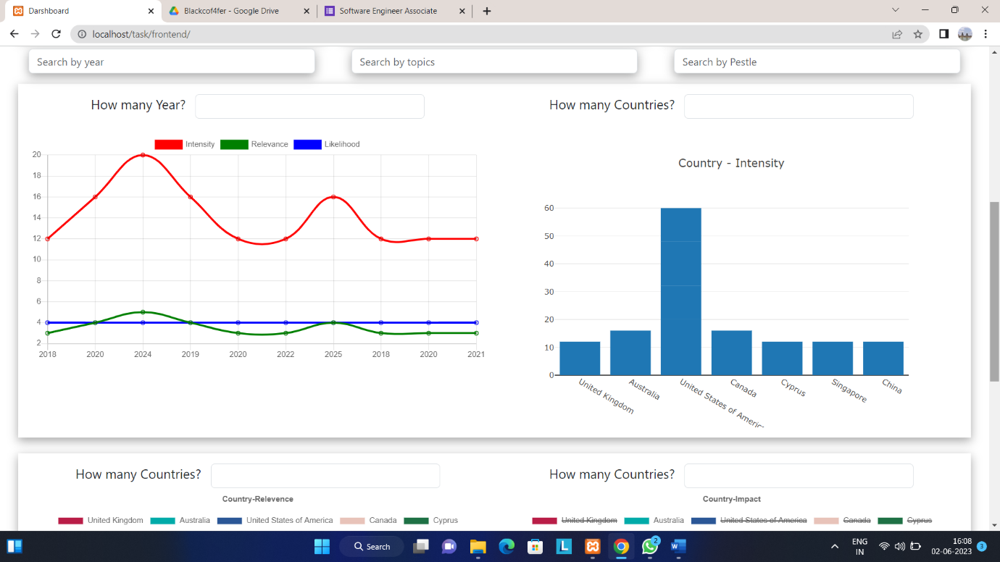 Darshboard
Blackcof4fer - Google Drive
Software Engineer Associate
localhost/task/frontend/
Search by year
Search by topics
Search by Pestle
How many Year?
How many Countries?
Intensity Relevance Likelihood
20
18
16
14
12
10
8
6
4
2
2018 2020 2024 2019 2020 2022 2025 2018 2020 2021
Country - Intensity
60
50
40
30
20
10
0
United Kingdom
Australia
United States of Americ
Canada
Cyprus
Singapore
China
How many Countries?
Country-Relevence
United Kingdom Australia United States of America Canada Cyprus
How many Countries?
Country-Impact
United Kingdom Australia United States of America Canada Cyprus
Search
L
2
W
ENG
IN
16:08
02-06-2023
3